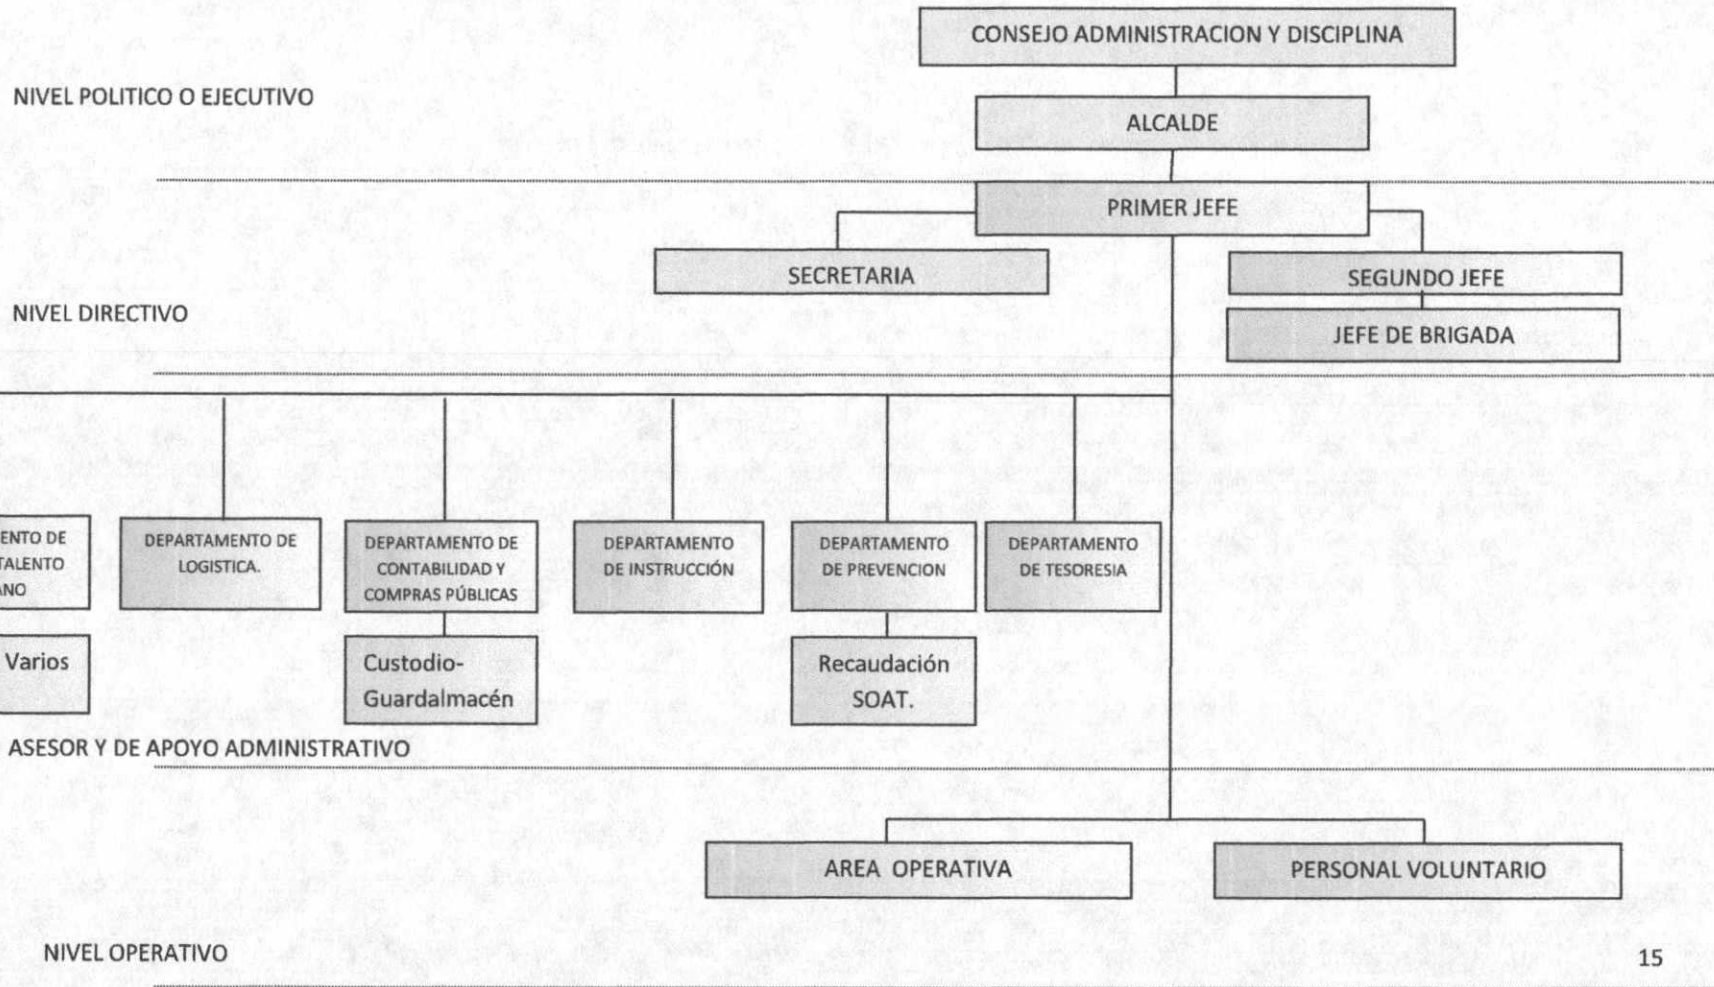 CONSEJO ADMINISTRACION Y DISCIPLINA
NIVEL POLITICO O EJECUTIVO
ALCALDE
PRIMER JEFE
SECRETARIA
SEGUNDO JEFE
NIVEL DIRECTIVO
JEFE DE BRIGADA
ENTO DE
TALENTO
ANO
DEPARTAMENTO DE
LOGISTICA.
DEPARTAMENTO DE
CONTABILIDAD Y
COMPRAS PÚBLICAS
DEPARTAMENTO
DE INSTRUCCIÓN
DEPARTAMENTO
DE PREVENCION
DEPARTAMENTO
DE TESORESIA
Varios
Custodio-
Guardalmacén
Recaudación
SOAT.
ASESOR Y DE APOYO ADMINISTRATIVO
AREA OPERATIVA
PERSONAL VOLUNTARIO
NIVEL OPERATIVO
15